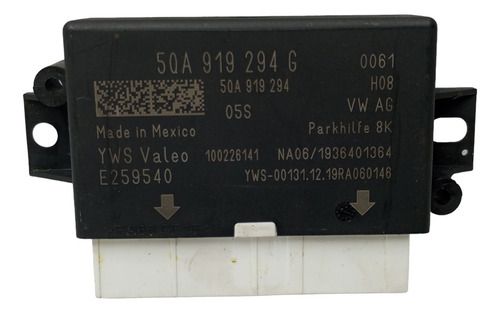 5QA 919 294 G 0061
5QA 919 294 H08
05S VW AG
Made in Mexico Parkhilfe 8K
YWS Valeo 100226141 NA06/1936401364
E259540 YWS-00131.12.19RA060146